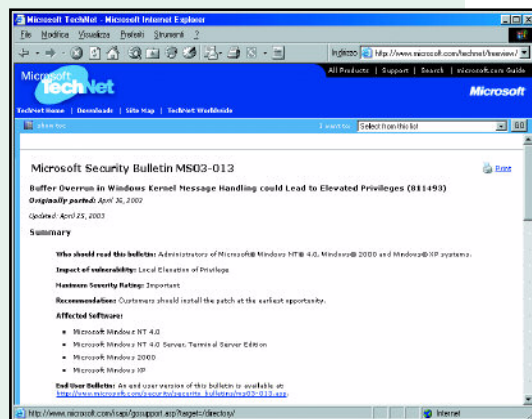 Microsoft TechNet - Microsoft Internet Explorer
File Modifica Visualizza Preferiti Strumenti ?
Indirizzo http://www.microsoft.com/technet/treeview/
All Products | Support | Search | microsoft.com Guide
Microsoft TechNet
Microsoft
TechNet Home | Downloads | Site Map | TechNet Worldwide
show toc I want to: Select from this list GO
Microsoft Security Bulletin MS03-013
Print
Buffer Overrun in Windows Kernel Message Handling could Lead to Elevated Privileges (811493)
Originally posted: April 16, 2003
Updated: April 25, 2003
Summary
Who should read this bulletin: Administrators of Microsoft® Windows NT® 4.0, Windows® 2000 and Windows® XP systems.
Impact of vulnerability: Local Elevation of Privilege
Maximum Severity Rating: Important
Recommendation: Customers should install the patch at the earliest opportunity.
Affected Software:
Microsoft Windows NT 4.0
Microsoft Windows NT 4.0 Server, Terminal Server Edition
Microsoft Windows 2000
Microsoft Windows XP
End User Bulletin: An end user version of this bulletin is available at:
http://www.microsoft.com/security/security_bulletins/ms03-013.asp.
http://www.microsoft.com/isapi/gosupport.asp?target=/directory/
Internet